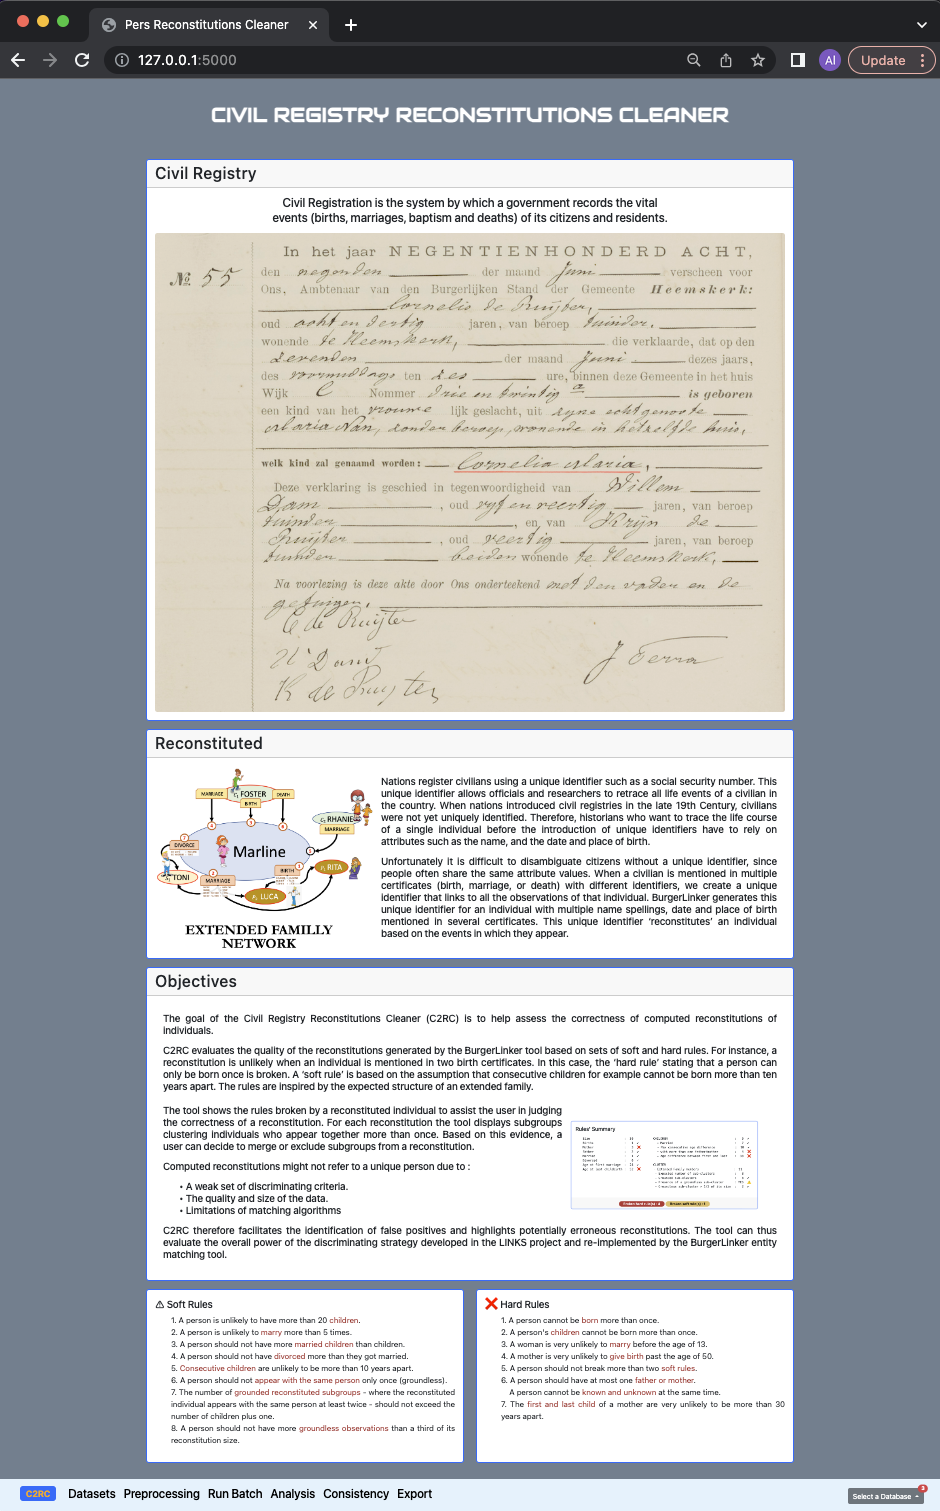 Pers Reconstitutions Cleaner
127.0.0.1:5000
AI
Update
CIVIL REGISTRY RECONSTITUTIONS CLEANER
Civil Registry
Civil Registration is the system by which a government records the vital
events (births, marriages, baptism and deaths) of its citizens and residents.
In het jaar NEGENTIENHONDERD ACHT,
№ 55
den negenden der maand Juni verscheen voor
Ons, Ambtenaar van den Burgerlijken Stand der Gemeente Heemskerk:
Cornelis de Ruijter,
oud acht en dertig jaren, van beroep tuinder,
wonende te Heemskerk, die verklaarde, dat op den
zevenden der maand Juni dezes jaars,
des voormiddags ten zes ure, binnen deze Gemeente in het huis
Wijk C Nommer drie en twintig a is geboren
een kind van het vrouwe lijk geslacht, uit zijne echtgenoote
Maria Nan, zonder beroep, wonende in hetzelfde huis,
welk kind zal genaamd worden: Cornelia Maria,
Deze verklaring is geschied in tegenwoordigheid van Willem
Dam, oud vijf en veertig jaren, van beroep
tuinder, en van Krijn de
Ruijter, oud veertig jaren, van beroep
tuinder beiden wonende te Heemskerk,
Na voorlezing is deze akte door Ons onderteekend met den vader en de
getuigen.
C de Ruijter
W Dam
J Terra
K de Ruijter
Reconstituted
MARRIAGE
FOSTER
DEATH
BIRTH
RHANIE
MARRIAGE
DIVORCE
Marline
TONI
MARRIAGE
BIRTH
RITA
LUCA
EXTENDED FAMILLY
NETWORK
Nations register civilians using a unique identifier such as a social security number. This
unique identifier allows officials and researchers to retrace all life events of a civilian in
the country. When nations introduced civil registries in the late 19th Century, civilians
were not yet uniquely identified. Therefore, historians who want to trace the life course
of a single individual before the introduction of unique identifiers have to rely on
attributes such as the name, and the date and place of birth.
Unfortunately it is difficult to disambiguate citizens without a unique identifier, since
people often share the same attribute values. When a civilian is mentioned in multiple
certificates (birth, marriage, or death) with different identifiers, we create a unique
identifier that links to all the observations of that individual. BurgerLinker generates this
unique identifier for an individual with multiple name spellings, date and place of birth
mentioned in several certificates. This unique identifier 'reconstitutes' an individual
based on the events in which they appear.
Objectives
The goal of the Civil Registry Reconstitutions Cleaner (C2RC) is to help assess the correctness of computed reconstitutions of
individuals.
C2RC evaluates the quality of the reconstitutions generated by the BurgerLinker tool based on sets of soft and hard rules. For instance, a
reconstitution is unlikely when an individual is mentioned in two birth certificates. In this case, the 'hard rule' stating that a person can
only be born once is broken. A 'soft rule' is based on the assumption that consecutive children for example cannot be born more than ten
years apart. The rules are inspired by the expected structure of an extended family.
The tool shows the rules broken by a reconstituted individual to assist the user in judging
the correctness of a reconstitution. For each reconstitution the tool displays subgroups
clustering individuals who appear together more than once. Based on this evidence, a
user can decide to merge or exclude subgroups from a reconstitution.
Rules' Summary
Computed reconstitutions might not refer to a unique person due to :
• A weak set of discriminating criteria.
• The quality and size of the data.
• Limitations of matching algorithms
C2RC therefore facilitates the identification of false positives and highlights potentially erroneous reconstitutions. The tool can thus
evaluate the overall power of the discriminating strategy developed in the LINKS project and re-implemented by the BurgerLinker entity
matching tool.
⚠ Soft Rules
1. A person is unlikely to have more than 20 children.
2. A person is unlikely to marry more than 5 times.
3. A person should not have more married children than children.
4. A person should not have divorced more than they got married.
5. Consecutive children are unlikely to be more than 10 years apart.
6. A person should not appear with the same person only once (groundless).
7. The number of grounded reconstituted subgroups - where the reconstituted
individual appears with the same person at least twice - should not exceed the
number of children plus one.
8. A person should not have more groundless observations than a third of its
reconstitution size.
❌ Hard Rules
1. A person cannot be born more than once.
2. A person's children cannot be born more than once.
3. A woman is very unlikely to marry before the age of 13.
4. A mother is very unlikely to give birth past the age of 50.
5. A person should not break more than two soft rules.
6. A person should have at most one father or mother.
A person cannot be known and unknown at the same time.
7. The first and last child of a mother are very unlikely to be more than 30
years apart.
C2RC Datasets Preprocessing Run Batch Analysis Consistency Export
Select a Database
3